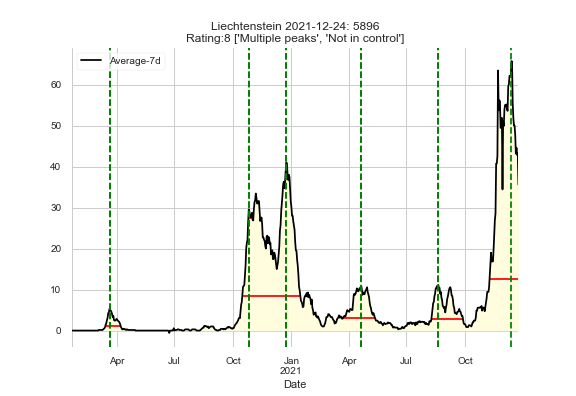 Liechtenstein 2021-12-24: 5896
Rating:8 ['Multiple peaks', 'Not in control']
Average-7d
60
50
40
30
20
10
0
Apr Jul Oct Jan Apr Jul Oct
2021
Date